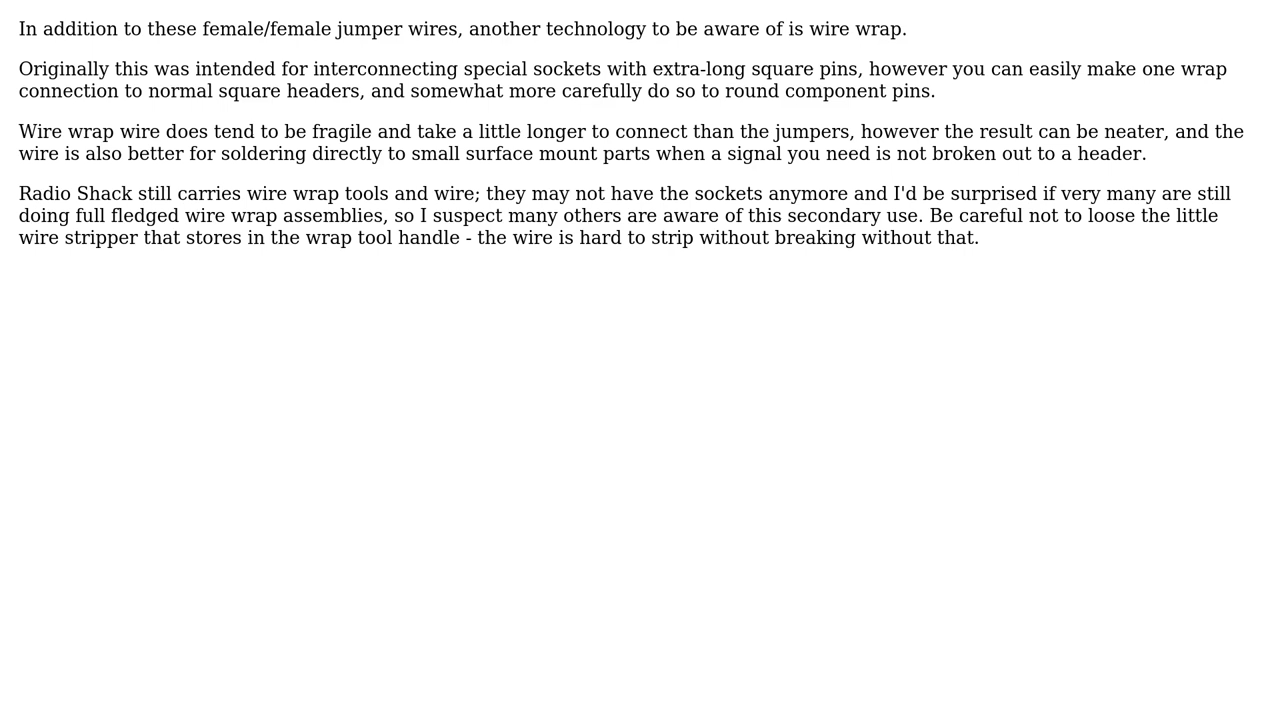 In addition to these female/female jumper wires, another technology to be aware of is wire wrap.
Originally this was intended for interconnecting special sockets with extra-long square pins, however you can easily make one wrap
connection to normal square headers, and somewhat more carefully do so to round component pins.
Wire wrap wire does tend to be fragile and take a little longer to connect than the jumpers, however the result can be neater, and the
wire is also better for soldering directly to small surface mount parts when a signal you need is not broken out to a header.
Radio Shack still carries wire wrap tools and wire; they may not have the sockets anymore and I'd be surprised if very many are still
doing full fledged wire wrap assemblies, so I suspect many others are aware of this secondary use. Be careful not to loose the little
wire stripper that stores in the wrap tool handle - the wire is hard to strip without breaking without that.